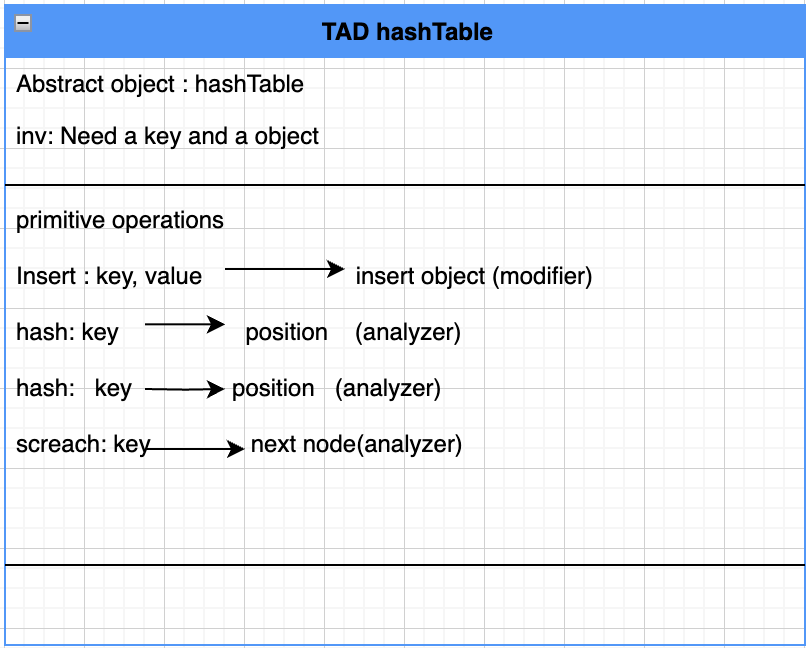 TAD hashTable
Abstract object : hashTable
inv: Need a key and a object
primitive operations
Insert : key, value insert object (modifier)
hash: key position (analyzer)
hash: key position (analyzer)
screach: key next node(analyzer)